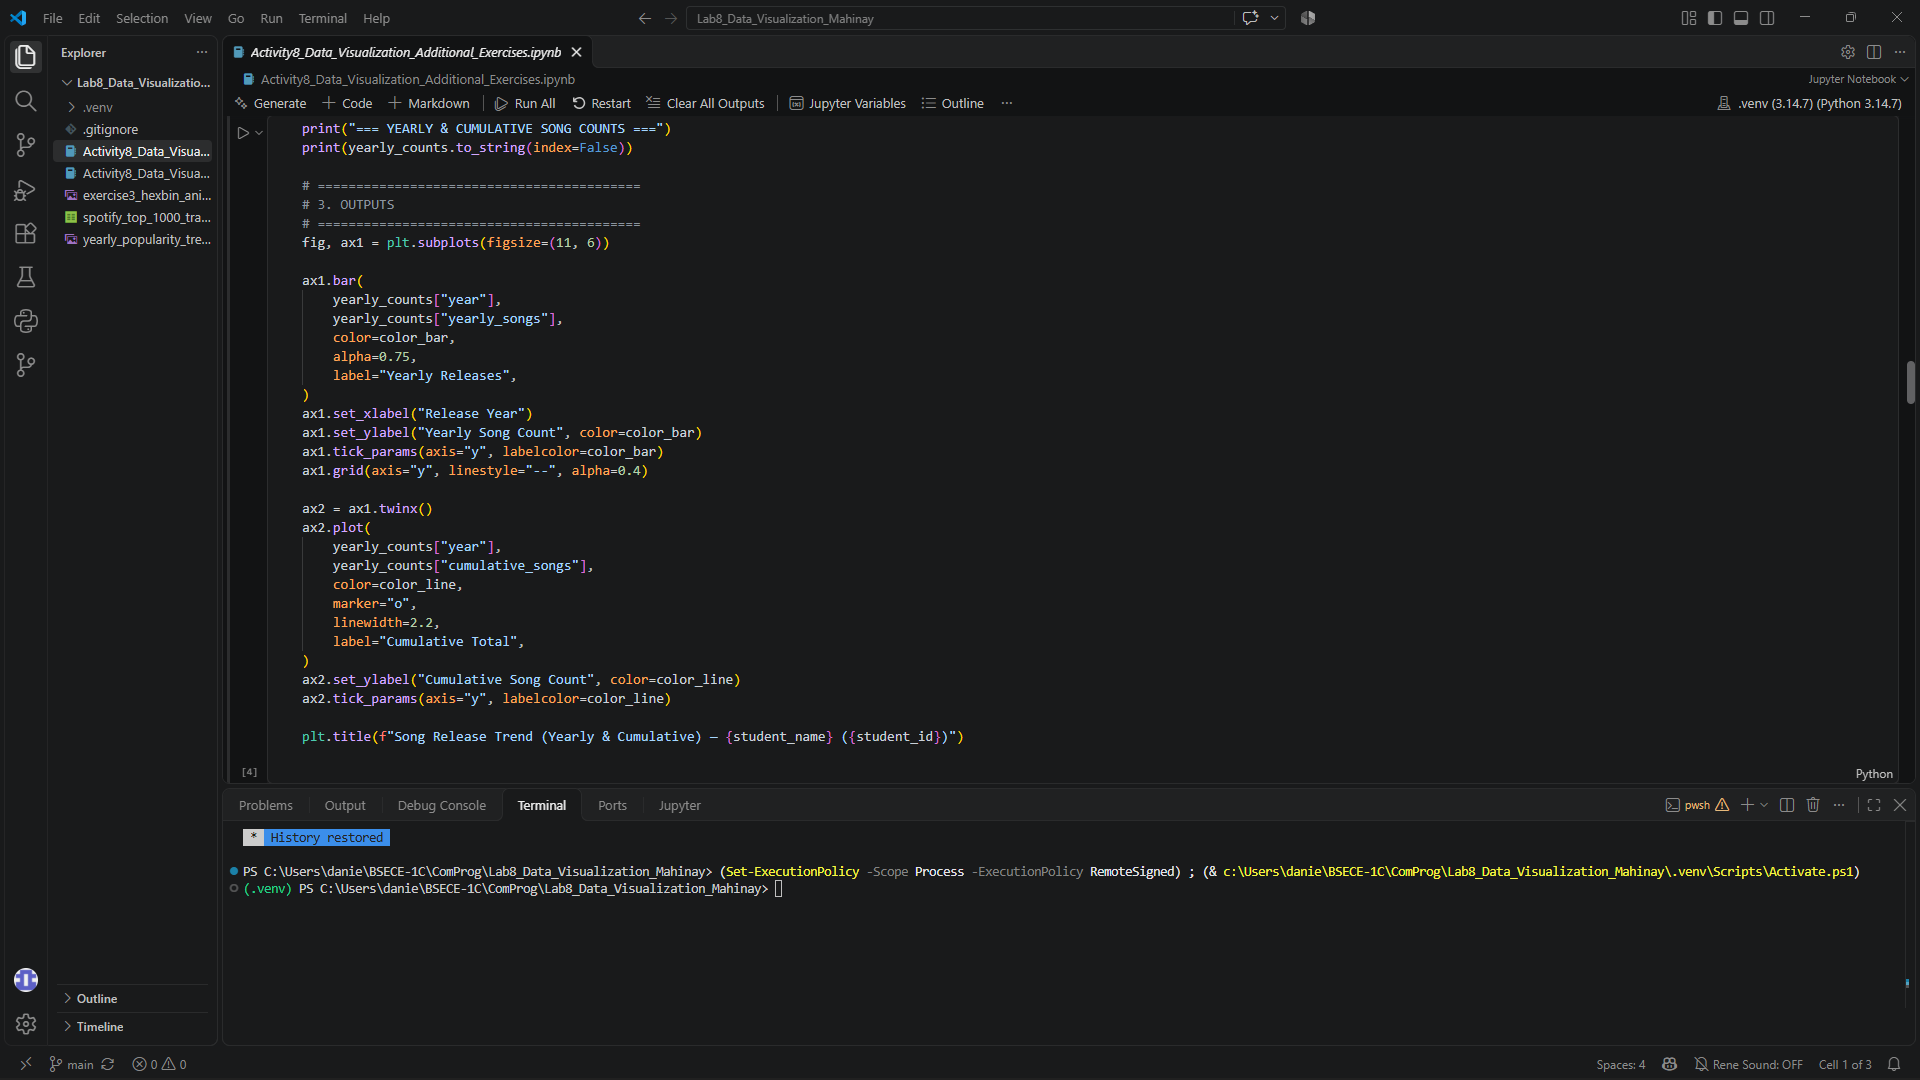 File Edit Selection View Go Run Terminal Help
Lab8_Data_Visualization_Mahinay
Explorer
Lab8_Data_Visualizatio...
.venv
.gitignore
Activity8_Data_Visua...
Activity8_Data_Visua...
exercise3_hexbin_ani...
spotify_top_1000_tra...
yearly_popularity_tre...
Outline
Timeline
Activity8_Data_Visualization_Additional_Exercises.ipynb
Activity8_Data_Visualization_Additional_Exercises.ipynb
Jupyter Notebook
Generate + Code + Markdown Run All Restart Clear All Outputs Jupyter Variables Outline ...
.venv (3.14.7) (Python 3.14.7)
print("=== YEARLY & CUMULATIVE SONG COUNTS ===")
print(yearly_counts.to_string(index=False))
# ==========================================
# 3. OUTPUTS
# ==========================================
fig, ax1 = plt.subplots(figsize=(11, 6))
ax1.bar(
yearly_counts["year"],
yearly_counts["yearly_songs"],
color=color_bar,
alpha=0.75,
label="Yearly Releases",
)
ax1.set_xlabel("Release Year")
ax1.set_ylabel("Yearly Song Count", color=color_bar)
ax1.tick_params(axis="y", labelcolor=color_bar)
ax1.grid(axis="y", linestyle="--", alpha=0.4)
ax2 = ax1.twinx()
ax2.plot(
yearly_counts["year"],
yearly_counts["cumulative_songs"],
color=color_line,
marker="o",
linewidth=2.2,
label="Cumulative Total",
)
ax2.set_ylabel("Cumulative Song Count", color=color_line)
ax2.tick_params(axis="y", labelcolor=color_line)
plt.title(f"Song Release Trend (Yearly & Cumulative) — {student_name} ({student_id})")
[4]
Python
Problems Output Debug Console Terminal Ports Jupyter
pwsh
* History restored
PS C:\Users\danie\BSECE-1C\ComProg\Lab8_Data_Visualization_Mahinay> (Set-ExecutionPolicy -Scope Process -ExecutionPolicy RemoteSigned) ; (& c:\Users\danie\BSECE-1C\ComProg\Lab8_Data_Visualization_Mahinay\.venv\Scripts\Activate.ps1)
(.venv) PS C:\Users\danie\BSECE-1C\ComProg\Lab8_Data_Visualization_Mahinay>
main 0 0
Spaces: 4 Rene Sound: OFF Cell 1 of 3